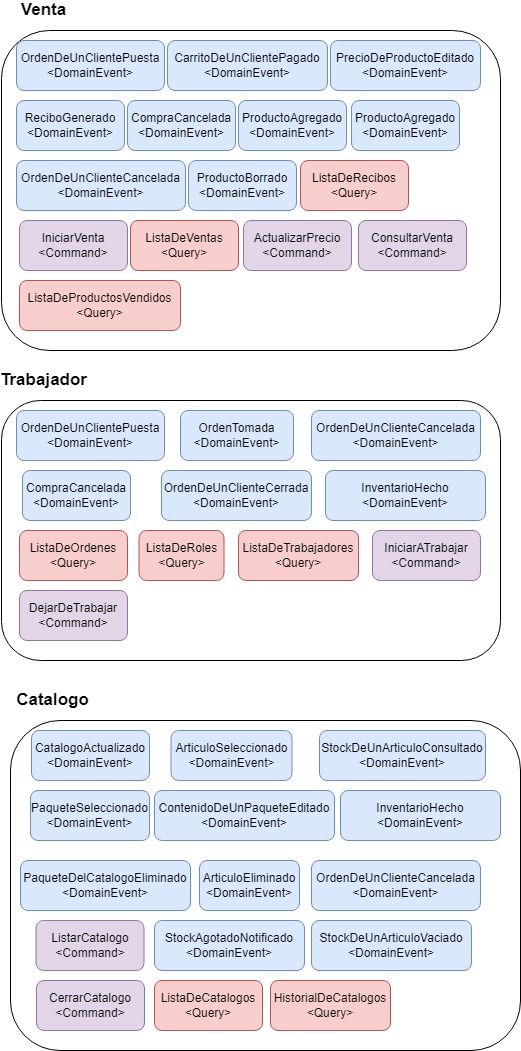 Venta
OrdenDeUnClientePuesta
<DomainEvent>
CarritoDeUnClientePagado
<DomainEvent>
PrecioDeProductoEditado
<DomainEvent>
ReciboGenerado
<DomainEvent>
CompraCancelada
<DomainEvent>
ProductoAgregado
<DomainEvent>
ProductoAgregado
<DomainEvent>
OrdenDeUnClienteCancelada
<DomainEvent>
ProductoBorrado
<DomainEvent>
ListaDeRecibos
<Query>
IniciarVenta
<Command>
ListaDeVentas
<Query>
ActualizarPrecio
<Command>
ConsultarVenta
<Command>
ListaDeProductosVendidos
<Query>
Trabajador
OrdenDeUnClientePuesta
<DomainEvent>
OrdenTomada
<DomainEvent>
OrdenDeUnClienteCancelada
<DomainEvent>
CompraCancelada
<DomainEvent>
OrdenDeUnClienteCerrada
<DomainEvent>
InventarioHecho
<DomainEvent>
ListaDeOrdenes
<Query>
ListaDeRoles
<Query>
ListaDeTrabajadores
<Query>
IniciarATrabajar
<Command>
DejarDeTrabajar
<Command>
Catalogo
CatalogoActualizado
<DomainEvent>
ArticuloSeleccionado
<DomainEvent>
StockDeUnArticuloConsultado
<DomainEvent>
PaqueteSeleccionado
<DomainEvent>
ContenidoDeUnPaqueteEditado
<DomainEvent>
InventarioHecho
<DomainEvent>
PaqueteDelCatalogoEliminado
<DomainEvent>
ArticuloEliminado
<DomainEvent>
OrdenDeUnClienteCancelada
<DomainEvent>
ListarCatalogo
<Command>
StockAgotadoNotificado
<DomainEvent>
StockDeUnArticuloVaciado
<DomainEvent>
CerrarCatalogo
<Command>
ListaDeCatalogos
<Query>
HistorialDeCatalogos
<Query>